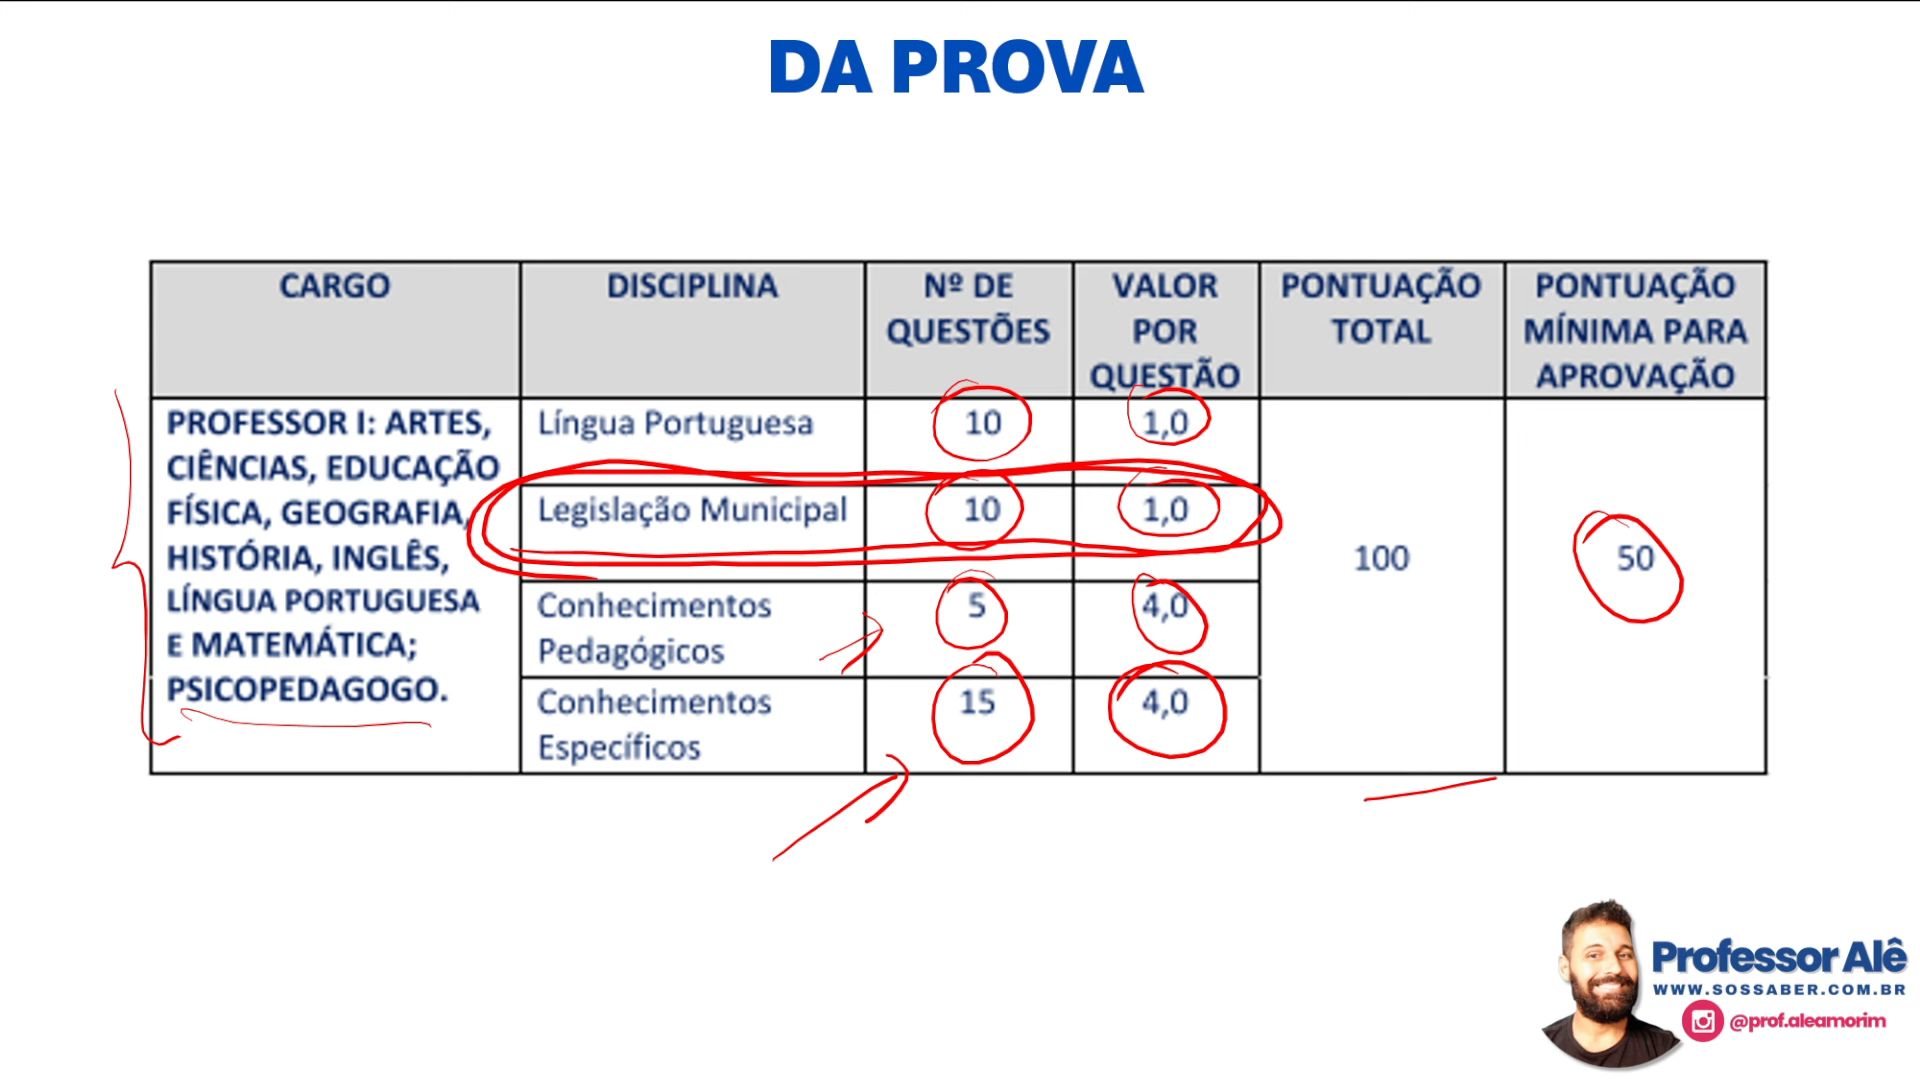 DA PROVA
CARGO
DISCIPLINA
Nº DE
QUESTÕES
VALOR
POR
QUESTÃO
PONTUAÇÃO
TOTAL
PONTUAÇÃO
MÍNIMA PARA
APROVAÇÃO
PROFESSOR I: ARTES,
CIÊNCIAS, EDUCAÇÃO
FÍSICA, GEOGRAFIA,
HISTÓRIA, INGLÊS,
LÍNGUA PORTUGUESA
E MATEMÁTICA;
PSICOPEDAGOGO.
Língua Portuguesa
10
1,0
Legislação Municipal
10
1,0
Conhecimentos
Pedagógicos
5
4,0
Conhecimentos
Específicos
15
4,0
100
50
Professor Alê
WWW.SOSSABER.COM.BR
@prof.aleamorim